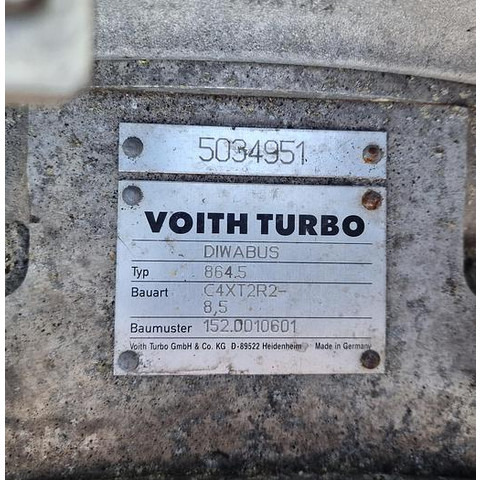 5034951
VOITH TURBO
DIWABUS
Typ 864.5
Bauart C4XT2R2-
8,5
Baumuster 152.0010601
Voith Turbo GmbH & Co. KG D-89522 Heidenheim Made in Germany